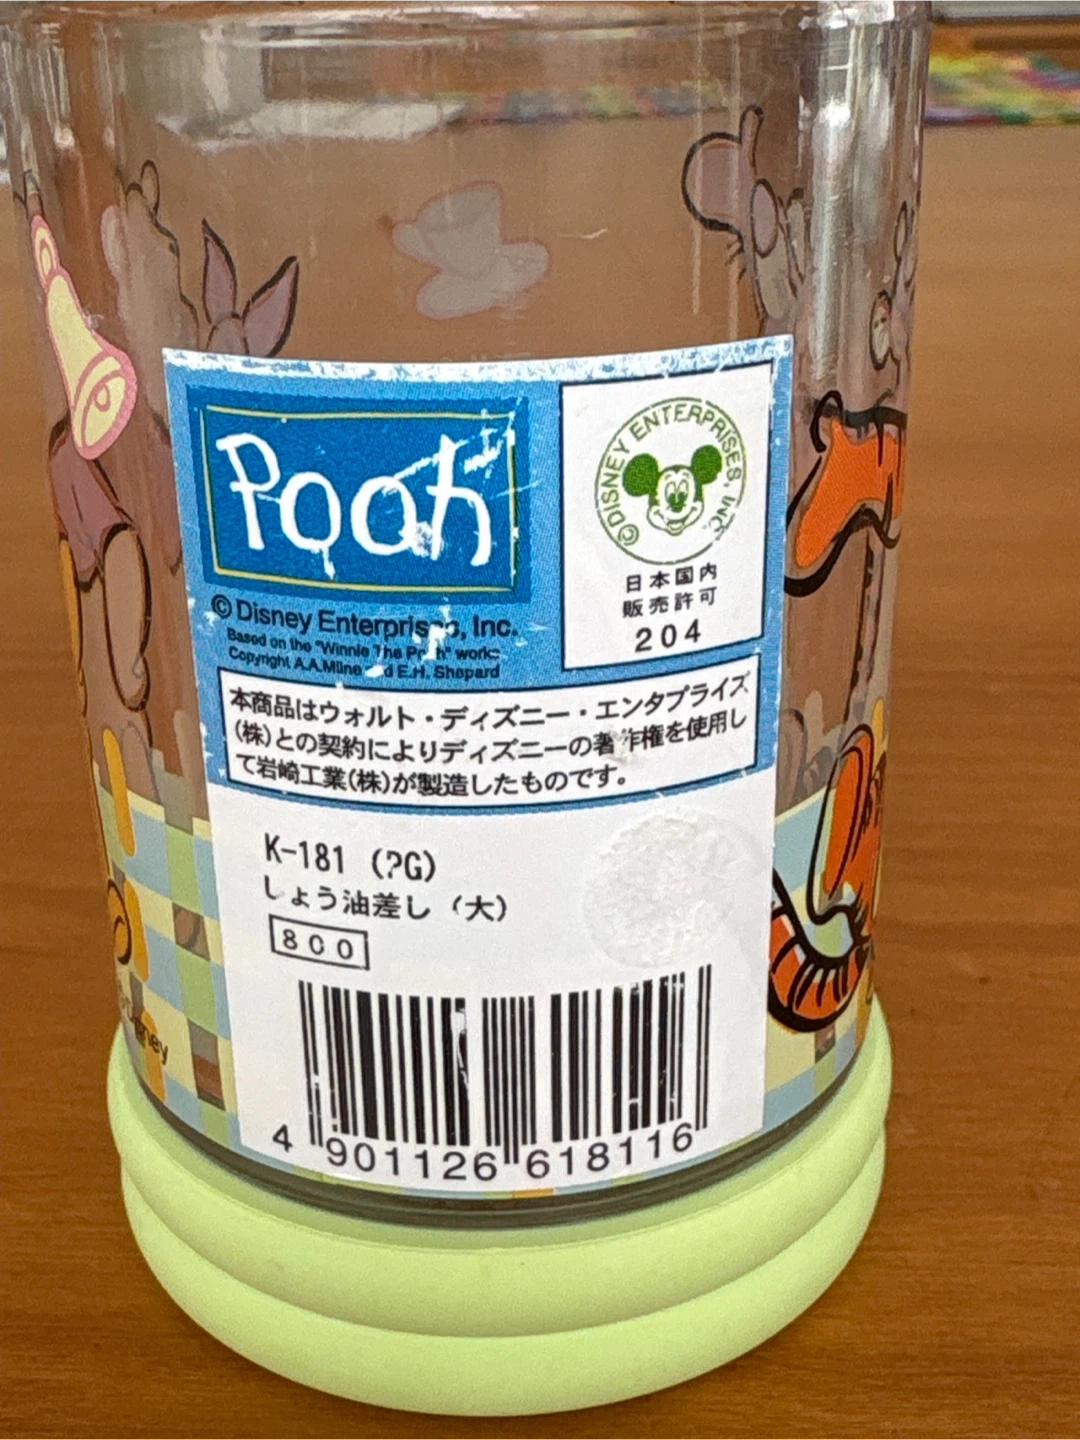 Pooh
© Disney Enterprises, Inc.
Based on the "Winnie The Pooh" works
Copyright A.A.Milne and E.H. Shepard
© DISNEY ENTERPRISES, INC.
日本国内
販売許可
204
本商品はウォルト・ディズニー・エンタプライズ
(株)との契約によりディズニーの著作権を使用し
て岩崎工業(株)が製造したものです。
K-181 (PG)
しょう油差し (大)
800
4 901126 618116
Disney